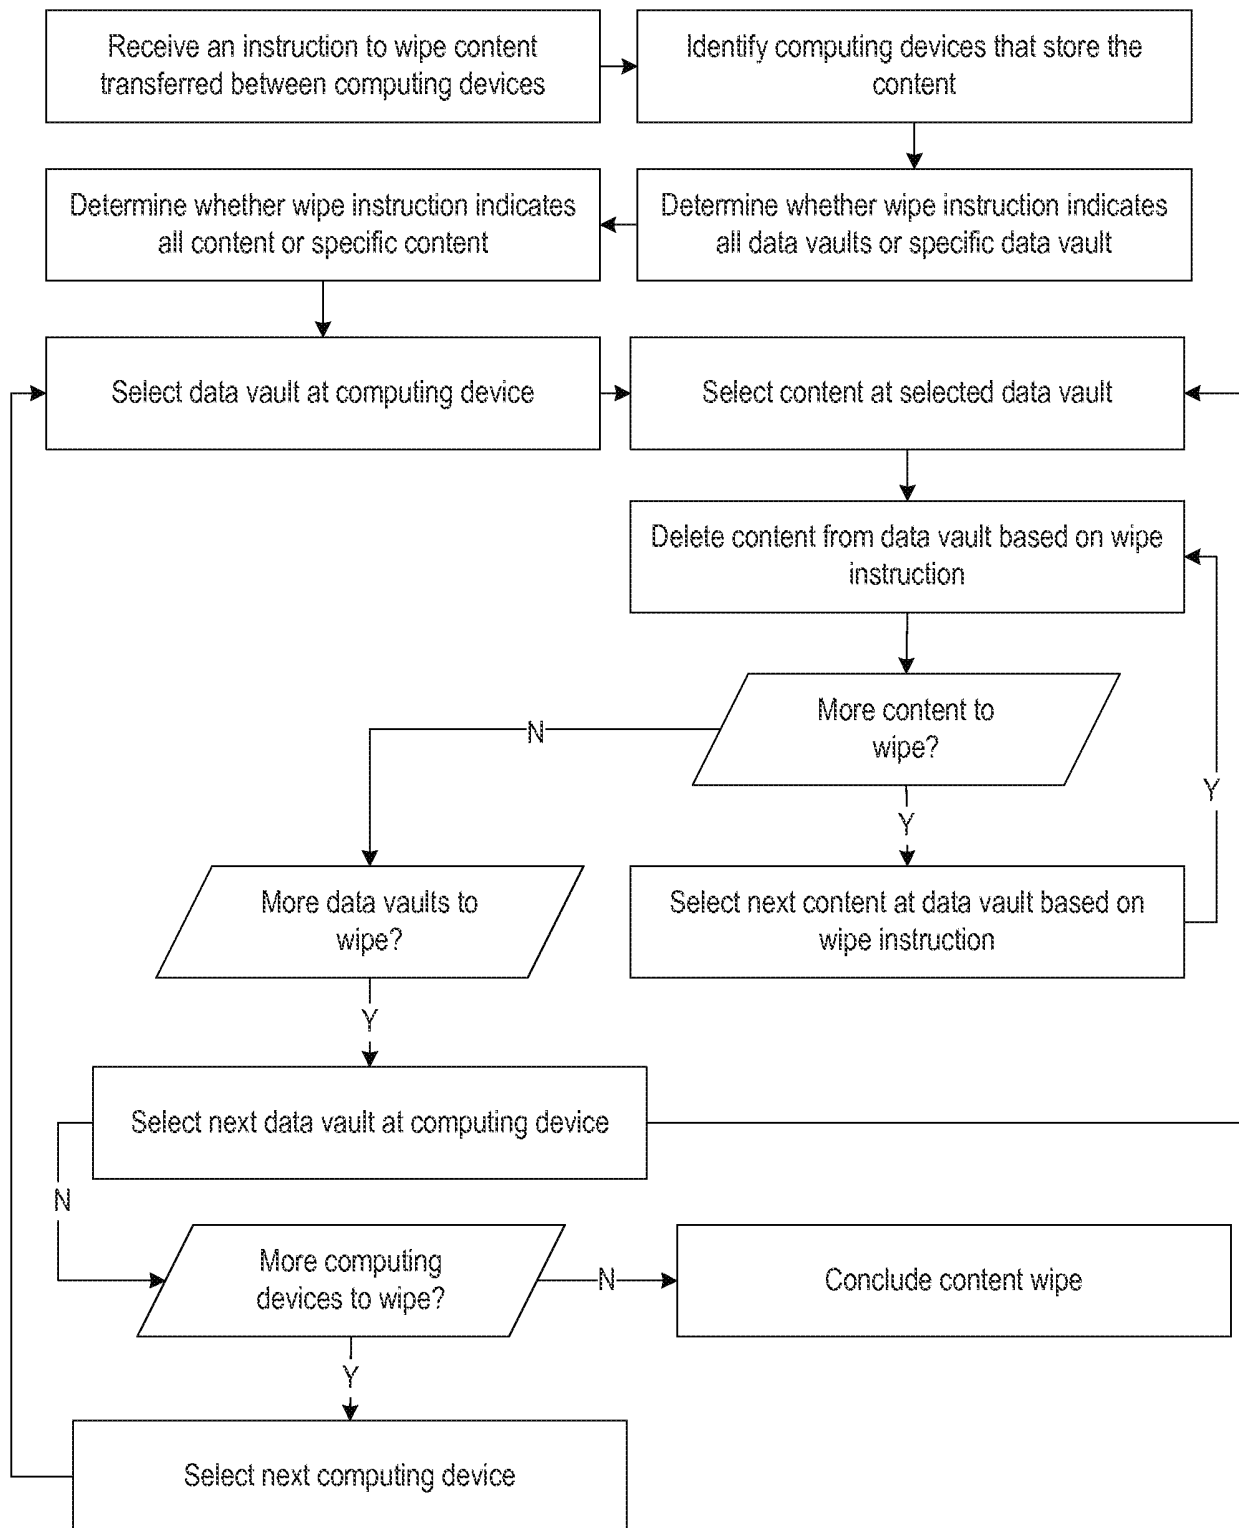 Receive an instruction to wipe content
transferred between computing devices
Identify computing devices that store the
content
Determine whether wipe instruction indicates
all data vaults or specific data vault
Determine whether wipe instruction indicates
all content or specific content
Select data vault at computing device
Select content at selected data vault
Delete content from data vault based on wipe
instruction
More content to
wipe?
N
Y
Y
Select next content at data vault based on
wipe instruction
More data vaults to
wipe?
Y
Select next data vault at computing device
N
More computing
devices to wipe?
N
Conclude content wipe
Y
Select next computing device